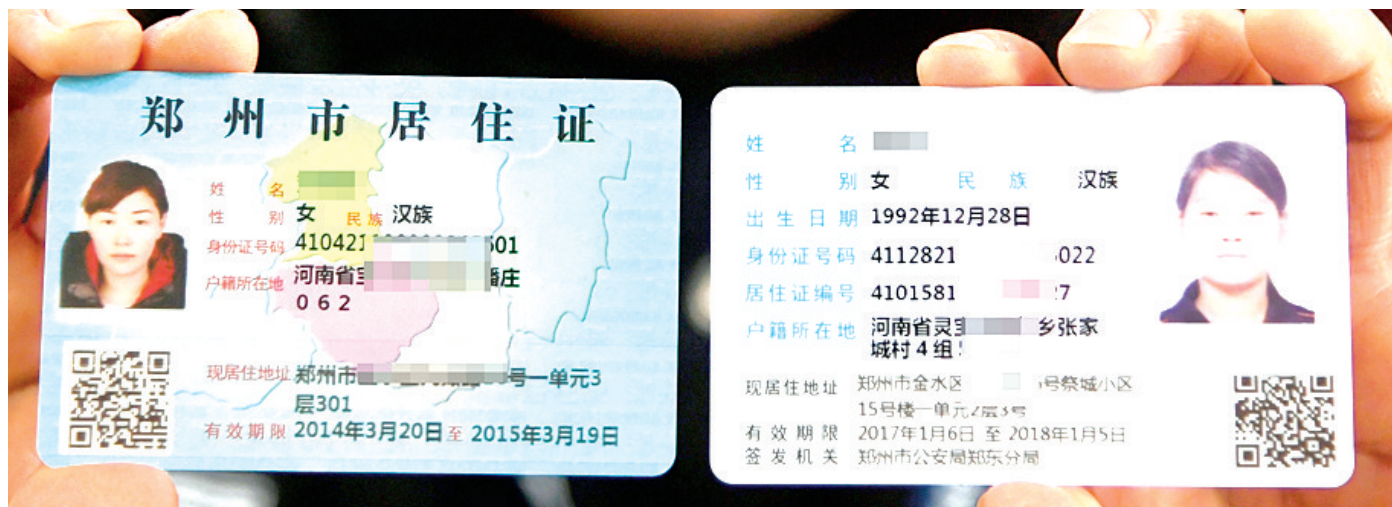 郑州市居住证
姓 名
性 别 女 民族 汉族
身份证号码 410421 601
户籍所在地 河南省 潘庄
062
现居住地址 郑州市 号一单元3
层301
有效期限 2014年3月20日至 2015年3月19日
姓 名
性 别 女 民 族 汉族
出生日期 1992年12月28日
身份证号码 4112821 022
居住证编号 4101581 7
户籍所在地 河南省灵宝 乡张家
城村4组
现居住地址 郑州市金水区 号祭城小区
15号楼一单元2层3号
有效期限 2017年1月6日 至 2018年1月5日
签发机关 郑州市公安局郑东分局